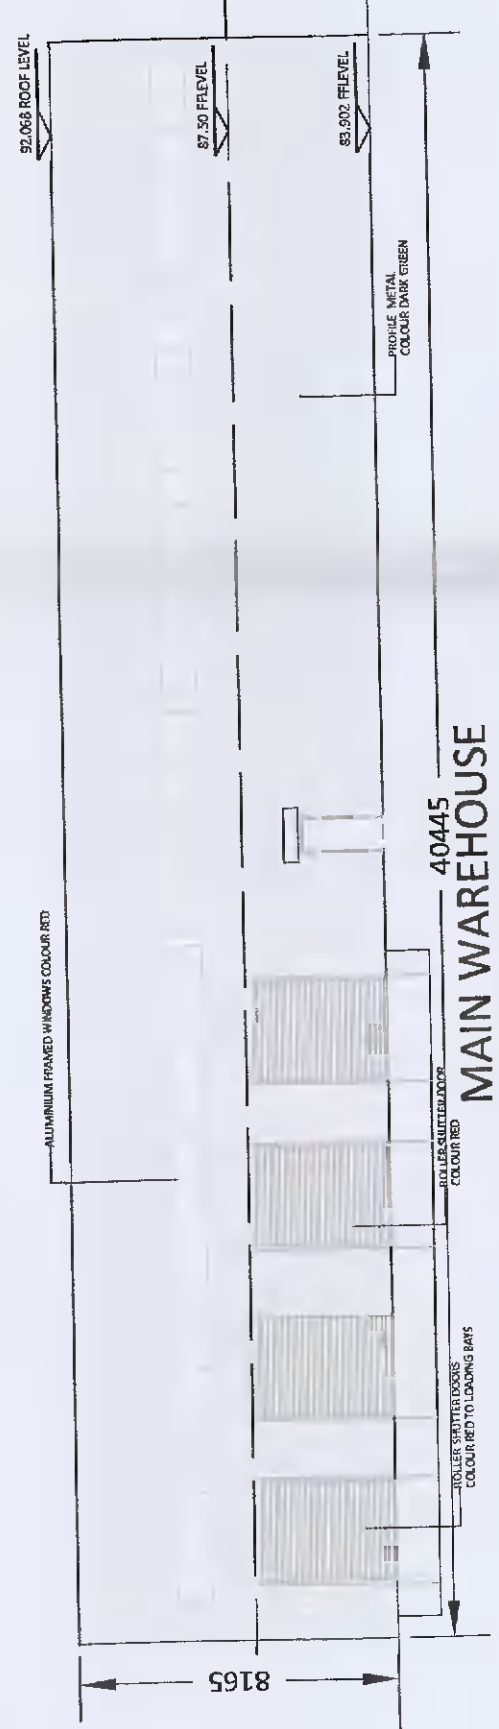 92.068 ROOF LEVEL
87.50 FFLEVEL
83.902 FFLEVEL
PROFILE METAL
COLOUR DARK GREEN
ALUMINIUM FRAMED WINDOWS COLOUR RED
40445
MAIN WAREHOUSE
ROLLER SHUTTER DOOR
COLOUR RED
ROLLER SHUTTER DOORS
COLOUR RED TO LOADING BAYS
8165